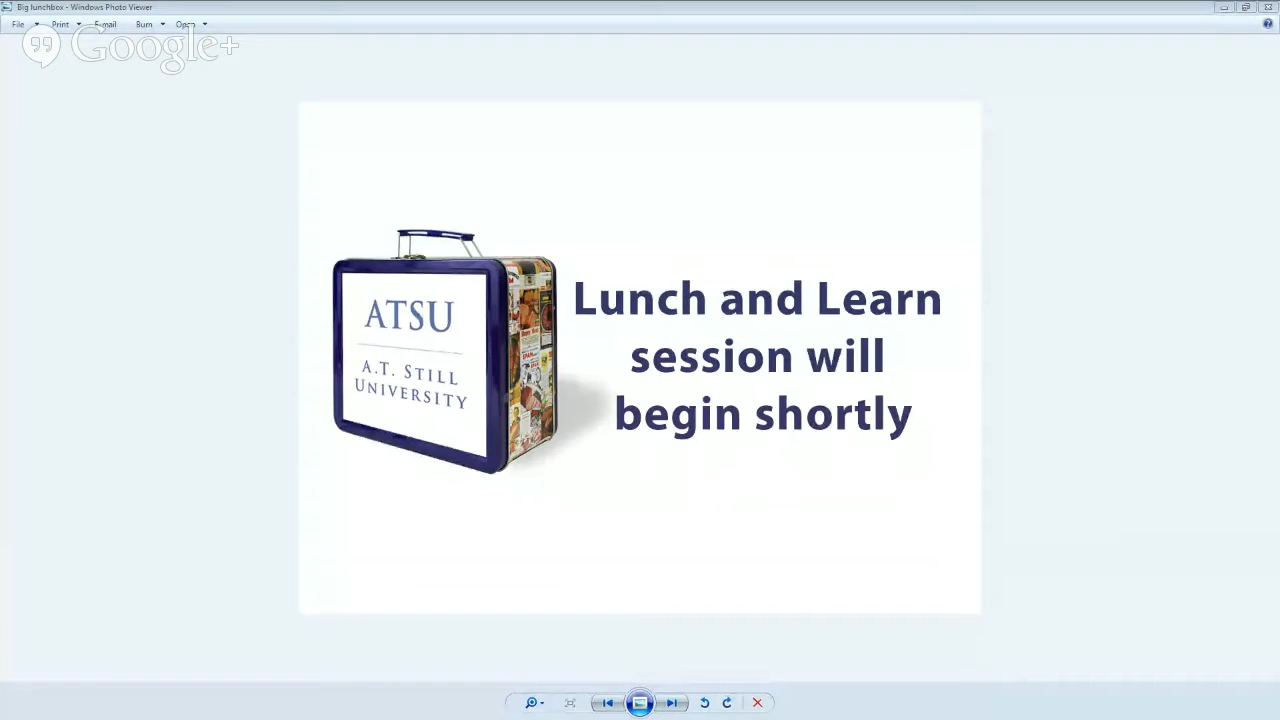 Big lunchbox - Windows Photo Viewer
File Print E-mail Burn Open
Google+
ATSU
A.T. STILL
UNIVERSITY
Lunch and Learn
session will
begin shortly